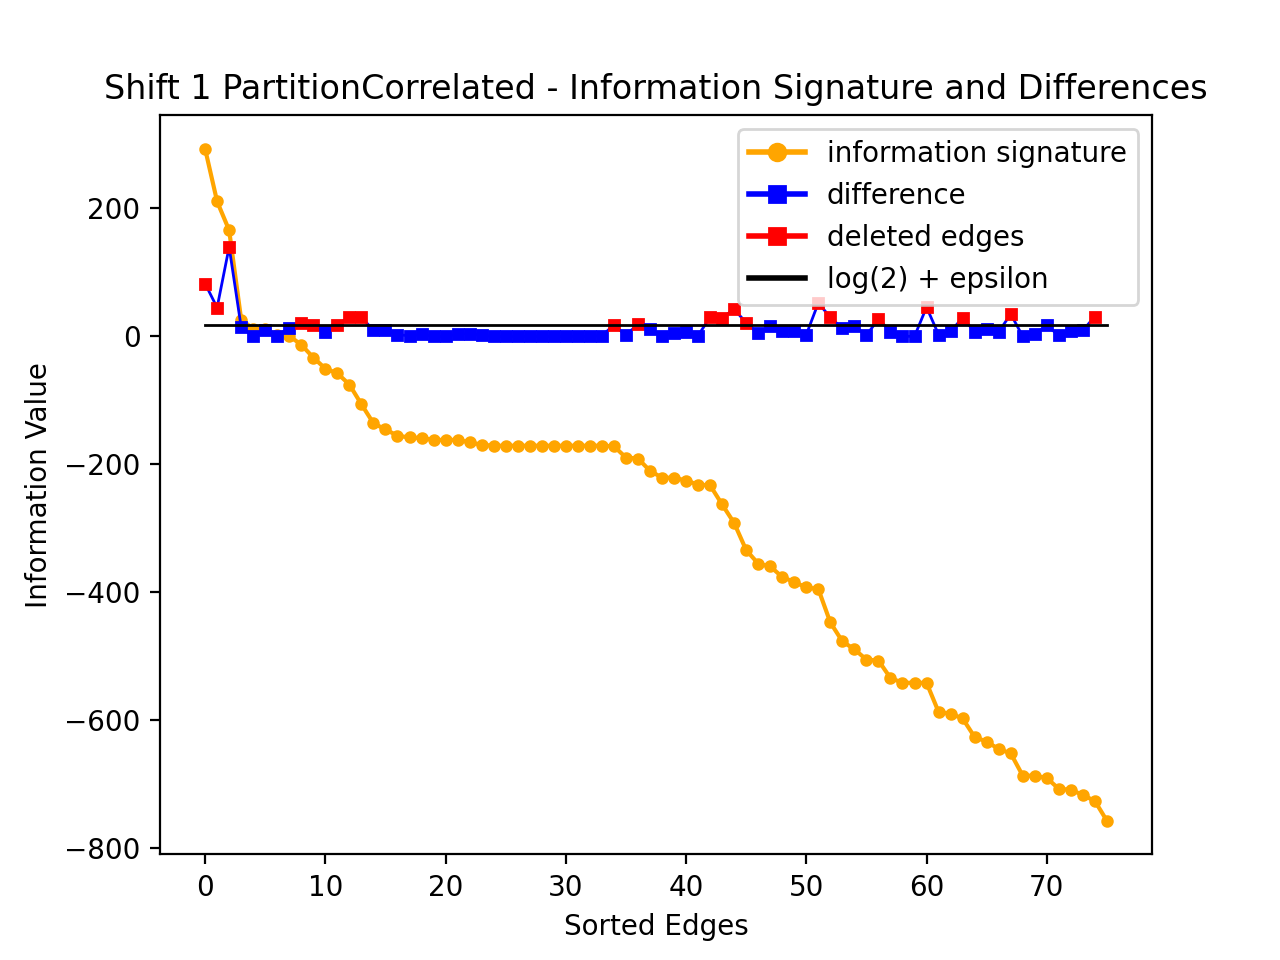 Shift 1 PartitionCorrelated - Information Signature and Differences
information signature
difference
deleted edges
log(2) + epsilon
Information Value
200
0
−200
−400
−600
−800
0 10 20 30 40 50 60 70
Sorted Edges